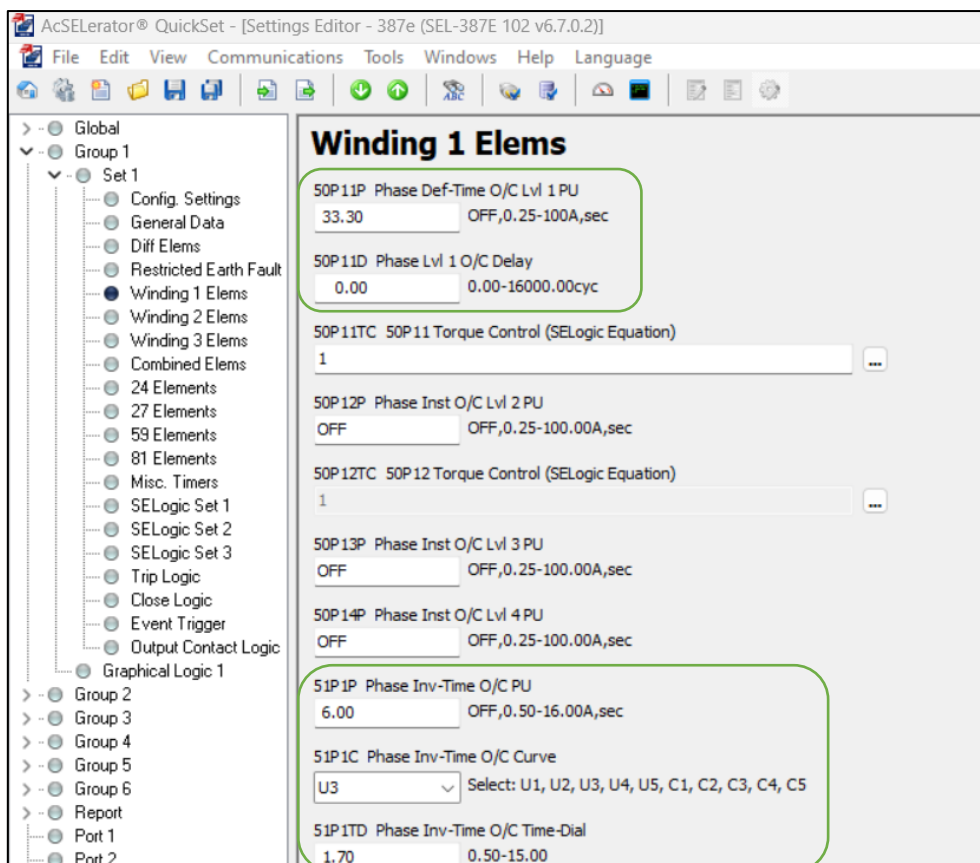 AcSELerator® QuickSet - [Settings Editor - 387e (SEL-387E 102 v6.7.0.2)]
File Edit View Communications Tools Windows Help Language
Global
Group 1
Set 1
Config. Settings
General Data
Diff Elems
Restricted Earth Fault
Winding 1 Elems
Winding 2 Elems
Winding 3 Elems
Combined Elems
24 Elements
27 Elements
59 Elements
81 Elements
Misc. Timers
SELogic Set 1
SELogic Set 2
SELogic Set 3
Trip Logic
Close Logic
Event Trigger
Output Contact Logic
Graphical Logic 1
Group 2
Group 3
Group 4
Group 5
Group 6
Report
Port 1
Port 2
Winding 1 Elems
50P11P Phase Def-Time O/C Lvl 1 PU
33.30 OFF,0.25-100A,sec
50P11D Phase Lvl 1 O/C Delay
0.00 0.00-16000.00cyc
50P11TC 50P11 Torque Control (SELogic Equation)
1 ...
50P12P Phase Inst O/C Lvl 2 PU
OFF OFF,0.25-100.00A,sec
50P12TC 50P12 Torque Control (SELogic Equation)
1 ...
50P13P Phase Inst O/C Lvl 3 PU
OFF OFF,0.25-100.00A,sec
50P14P Phase Inst O/C Lvl 4 PU
OFF OFF,0.25-100.00A,sec
51P1P Phase Inv-Time O/C PU
6.00 OFF,0.50-16.00A,sec
51P1C Phase Inv-Time O/C Curve
U3 Select: U1, U2, U3, U4, U5, C1, C2, C3, C4, C5
51P1TD Phase Inv-Time O/C Time-Dial
1.70 0.50-15.00